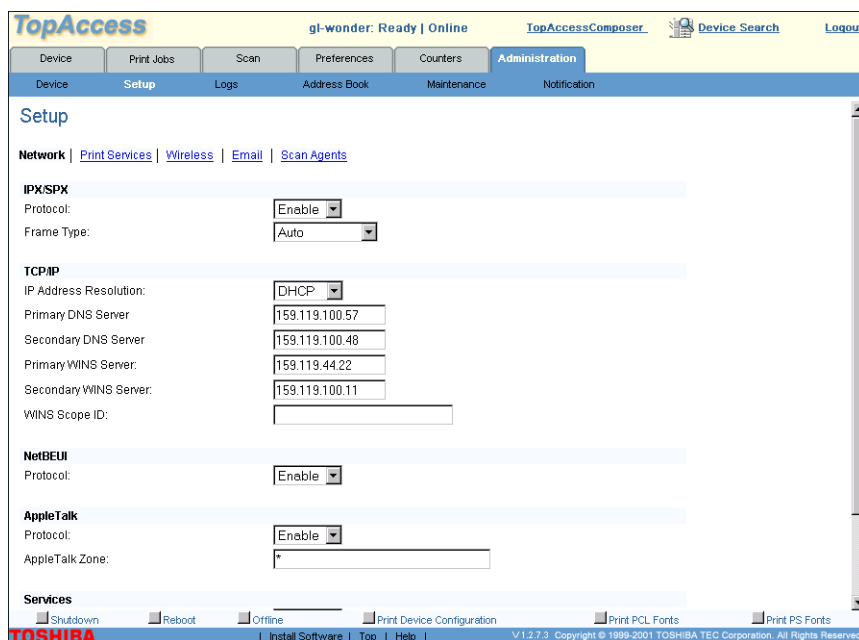 TopAccess gl-wonder: Ready | Online TopAccessComposer Device Search Logou
Device Print Jobs Scan Preferences Counters Administration
Device Setup Logs Address Book Maintenance Notification
Setup
Network | Print Services | Wireless | Email | Scan Agents
IPX/SPX
Protocol: Enable
Frame Type: Auto
TCP/IP
IP Address Resolution: DHCP
Primary DNS Server 159.119.100.57
Secondary DNS Server 159.119.100.48
Primary WINS Server: 159.119.44.22
Secondary WINS Server: 159.119.100.11
WINS Scope ID:
NetBEUI
Protocol: Enable
AppleTalk
Protocol: Enable
AppleTalk Zone: *
Services
Shutdown Reboot Offline Print Device Configuration Print PCL Fonts Print PS Fonts
TOSHIBA | Install Software | Top | Help | V 1.2.7.3 Copyright © 1999-2001 TOSHIBA TEC Corporation. All Rights Reserved